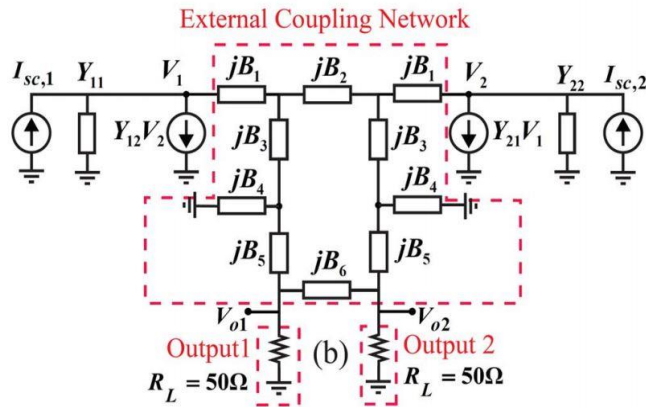 External Coupling Network
I_{sc,1} Y_{11} V_1 jB_1 jB_2 jB_1 V_2 Y_{22} I_{sc,2}
Y_{12}V_2 jB_3 jB_3 Y_{21}V_1
jB_4 jB_4
jB_5 jB_6 jB_5
V_{o1} V_{o2}
Output1 (b) Output 2
R_L = 50Ω R_L = 50Ω